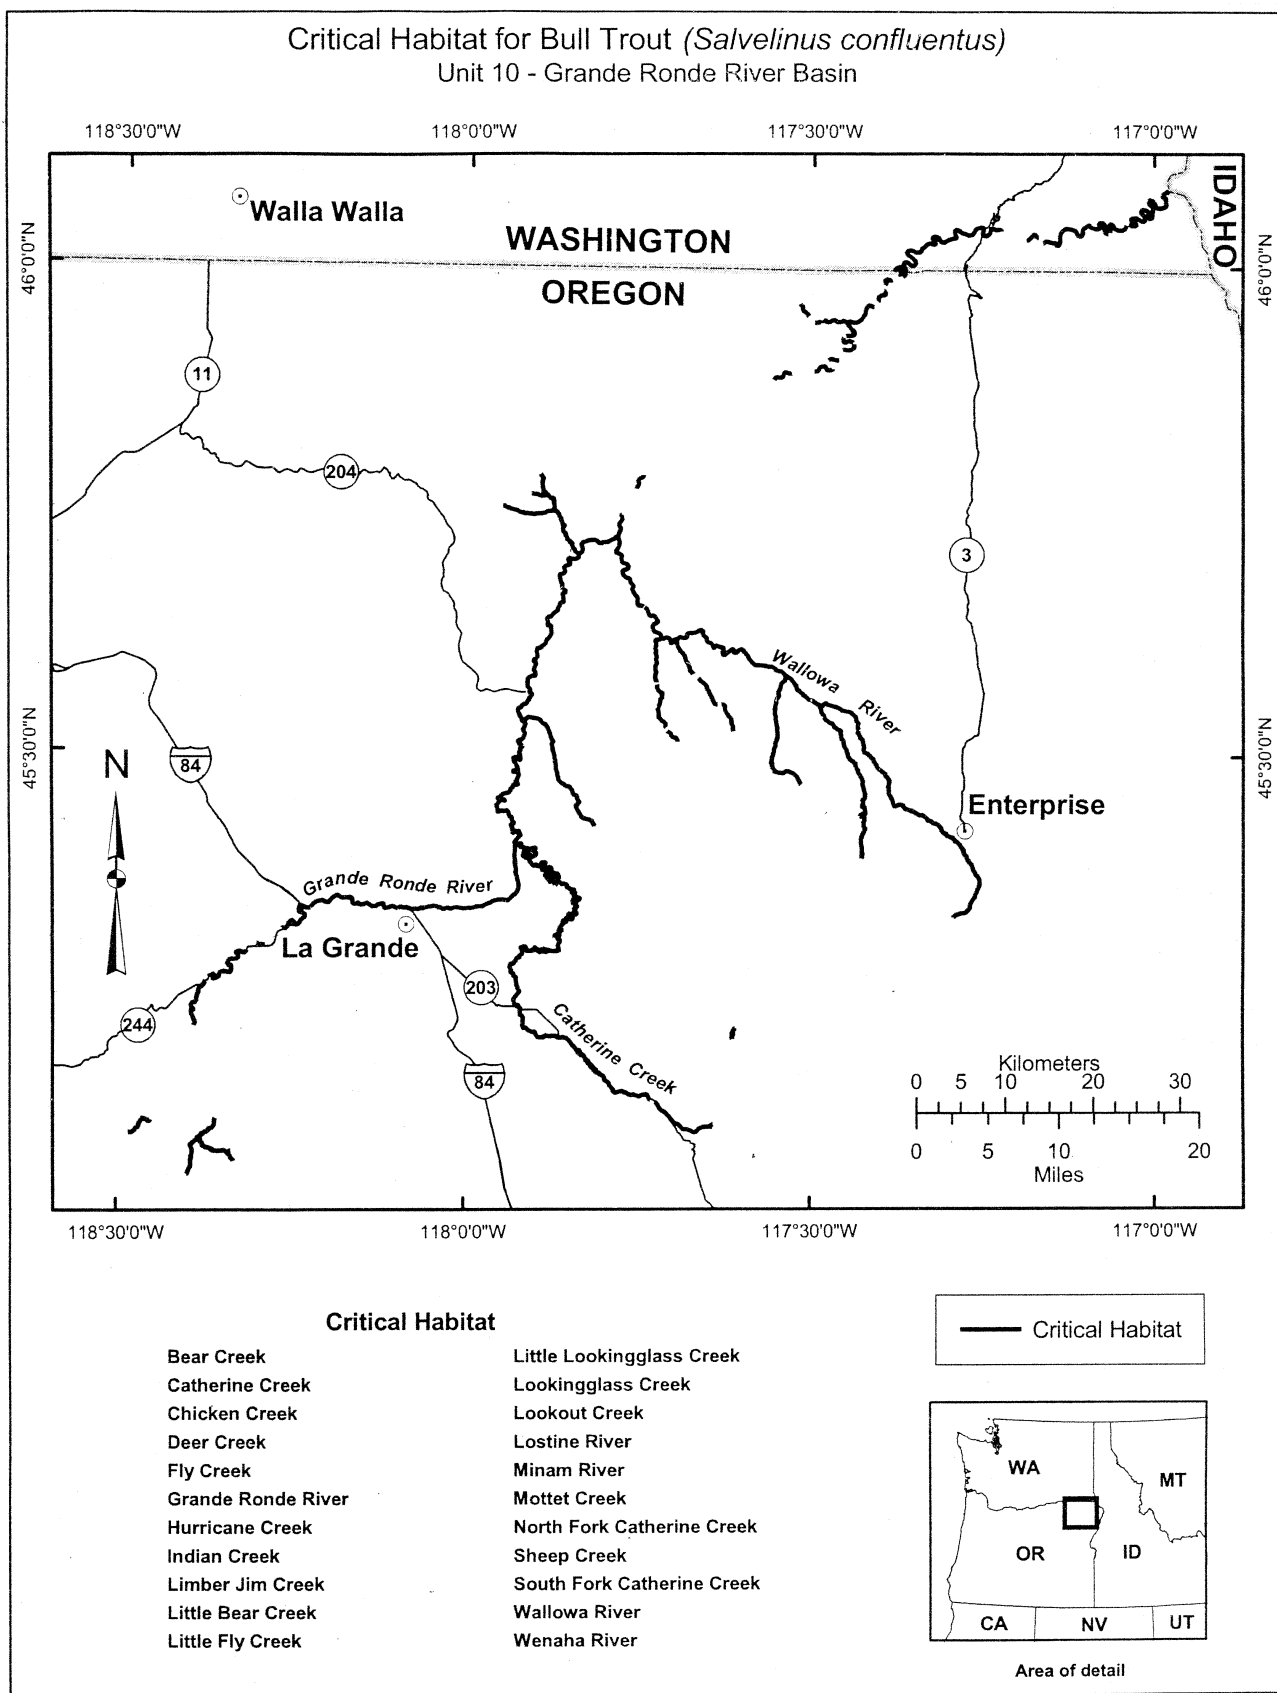 Critical Habitat for Bull Trout (Salvelinus confluentus)
Unit 10 - Grande Ronde River Basin
118°30'0"W 118°0'0"W 117°30'0"W 117°0'0"W
Walla Walla
IDAHO
WASHINGTON
46°0'0"N
46°0'0"N
OREGON
11
204
3
Wallowa River
45°30'0"N
45°30'0"N
N
84
Enterprise
Grande Ronde River
La Grande
203
244
Catherine Creek
84
Kilometers
0 5 10 20 30
0 5 10 20
Miles
118°30'0"W 118°0'0"W 117°30'0"W 117°0'0"W
Critical Habitat
Bear Creek
Catherine Creek
Chicken Creek
Deer Creek
Fly Creek
Grande Ronde River
Hurricane Creek
Indian Creek
Limber Jim Creek
Little Bear Creek
Little Fly Creek
Little Lookingglass Creek
Lookingglass Creek
Lookout Creek
Lostine River
Minam River
Mottet Creek
North Fork Catherine Creek
Sheep Creek
South Fork Catherine Creek
Wallowa River
Wenaha River
Critical Habitat
WA
MT
OR
ID
CA NV UT
Area of detail